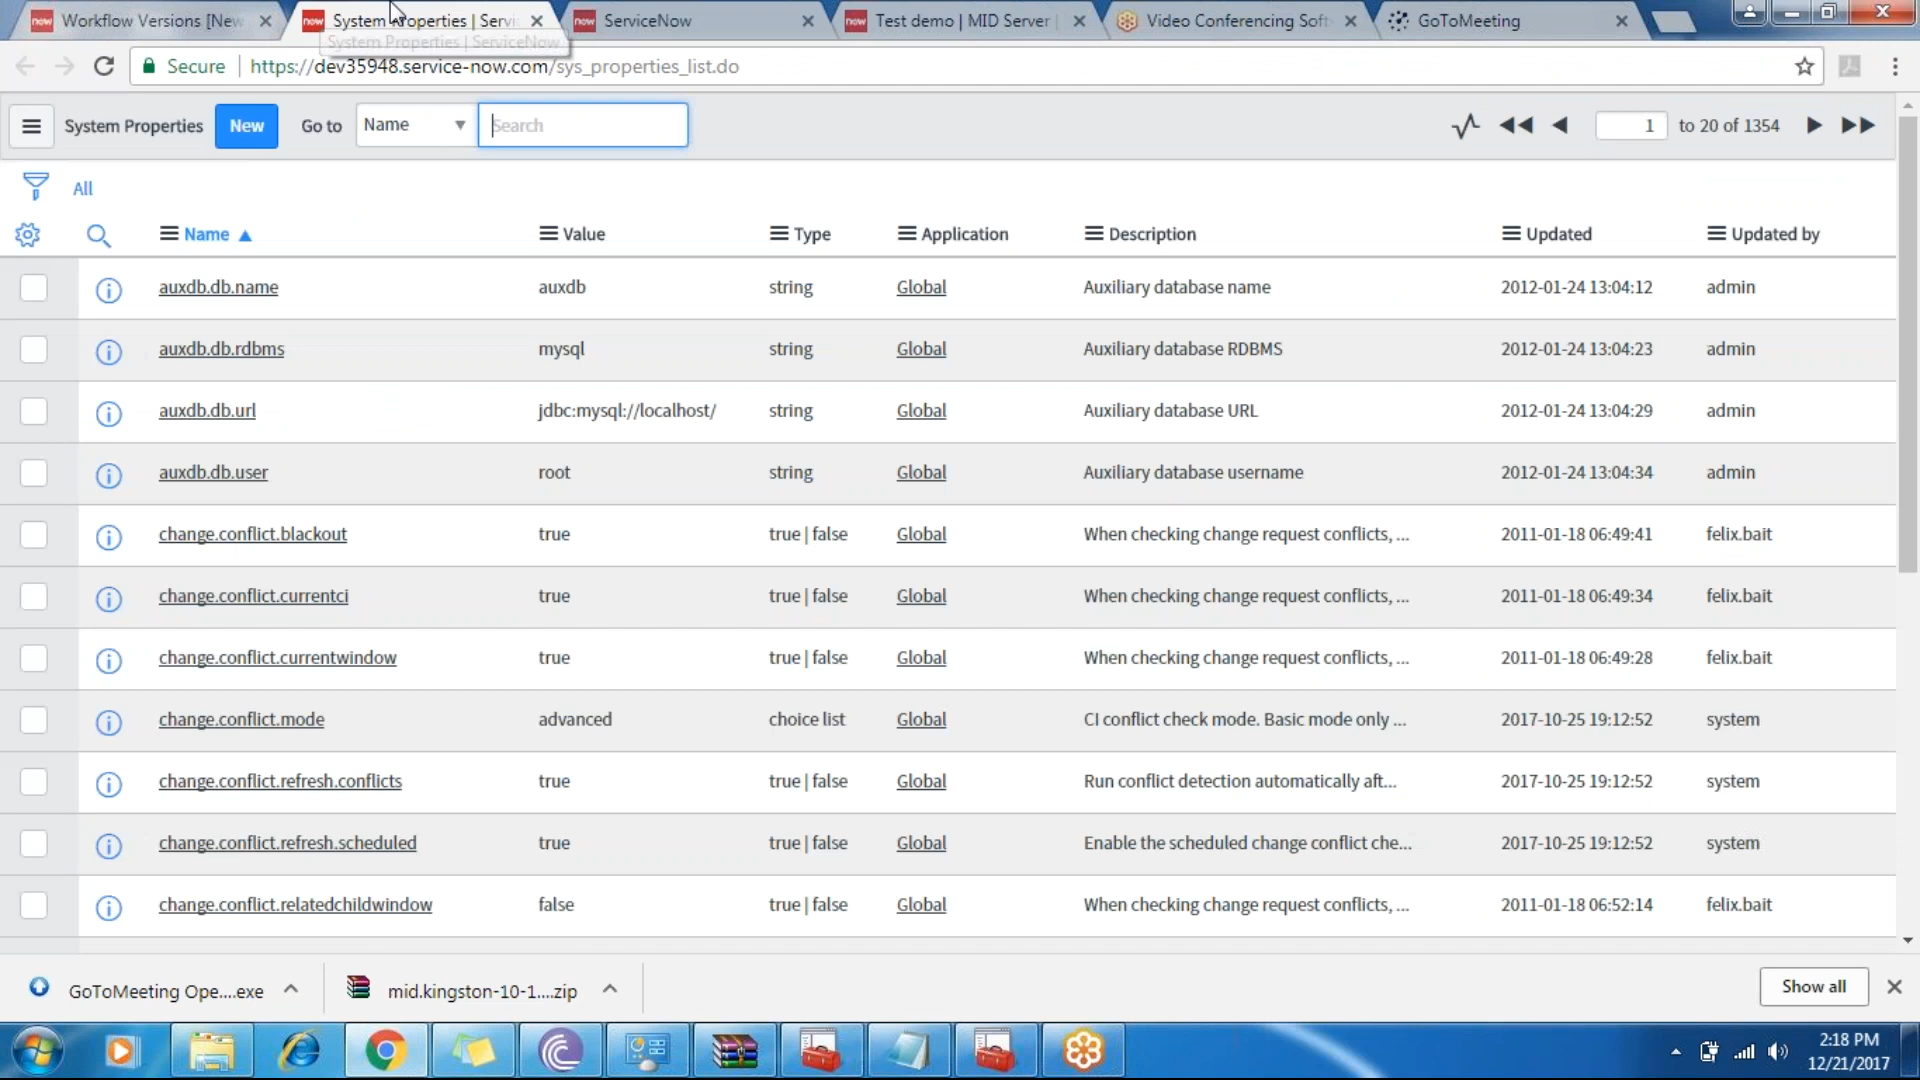 now Workflow Versions [New
now System Properties | Servic
now ServiceNow
now Test demo | MID Server |
Video Conferencing Soft
GoToMeeting
System Properties | ServiceNow
Secure | https://dev35948.service-now.com/sys_properties_list.do
System Properties New Go to Name Search 1 to 20 of 1354
All
Name Value Type Application Description Updated Updated by
auxdb.db.name auxdb string Global Auxiliary database name 2012-01-24 13:04:12 admin
auxdb.db.rdbms mysql string Global Auxiliary database RDBMS 2012-01-24 13:04:23 admin
auxdb.db.url jdbc:mysql://localhost/ string Global Auxiliary database URL 2012-01-24 13:04:29 admin
auxdb.db.user root string Global Auxiliary database username 2012-01-24 13:04:34 admin
change.conflict.blackout true true | false Global When checking change request conflicts, ... 2011-01-18 06:49:41 felix.bait
change.conflict.currentci true true | false Global When checking change request conflicts, ... 2011-01-18 06:49:34 felix.bait
change.conflict.currentwindow true true | false Global When checking change request conflicts, ... 2011-01-18 06:49:28 felix.bait
change.conflict.mode advanced choice list Global CI conflict check mode. Basic mode only ... 2017-10-25 19:12:52 system
change.conflict.refresh.conflicts true true | false Global Run conflict detection automatically aft... 2017-10-25 19:12:52 system
change.conflict.refresh.scheduled true true | false Global Enable the scheduled change conflict che... 2017-10-25 19:12:52 system
change.conflict.relatedchildwindow false true | false Global When checking change request conflicts, ... 2011-01-18 06:52:14 felix.bait
GoToMeeting Ope....exe mid.kingston-10-1....zip Show all
2:18 PM
12/21/2017